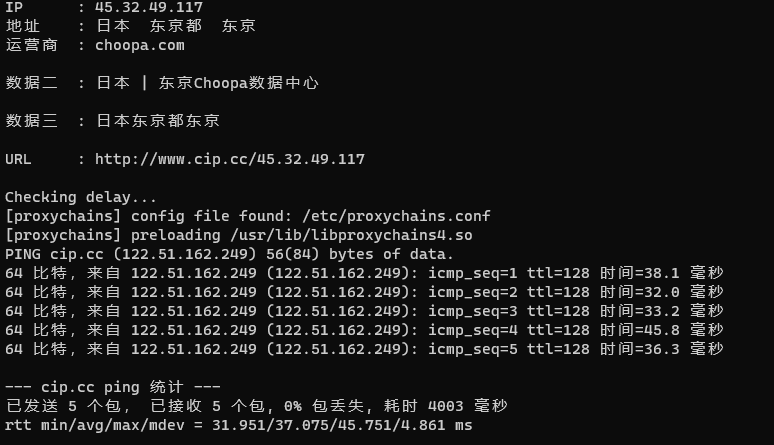 IP      : 45.32.49.117
地址    : 日本  东京都  东京
运营商  : choopa.com
数据二  : 日本 | 东京Choopa数据中心
数据三  : 日本东京都东京
URL     : http://www.cip.cc/45.32.49.117
Checking delay...
[proxychains] config file found: /etc/proxychains.conf
[proxychains] preloading /usr/lib/libproxychains4.so
PING cip.cc (122.51.162.249) 56(84) bytes of data.
64 比特，来自 122.51.162.249 (122.51.162.249): icmp_seq=1 ttl=128 时间=38.1 毫秒
64 比特，来自 122.51.162.249 (122.51.162.249): icmp_seq=2 ttl=128 时间=32.0 毫秒
64 比特，来自 122.51.162.249 (122.51.162.249): icmp_seq=3 ttl=128 时间=33.2 毫秒
64 比特，来自 122.51.162.249 (122.51.162.249): icmp_seq=4 ttl=128 时间=45.8 毫秒
64 比特，来自 122.51.162.249 (122.51.162.249): icmp_seq=5 ttl=128 时间=36.3 毫秒
--- cip.cc ping 统计 ---
已发送 5 个包， 已接收 5 个包, 0% 包丢失, 耗时 4003 毫秒
rtt min/avg/max/mdev = 31.951/37.075/45.751/4.861 ms